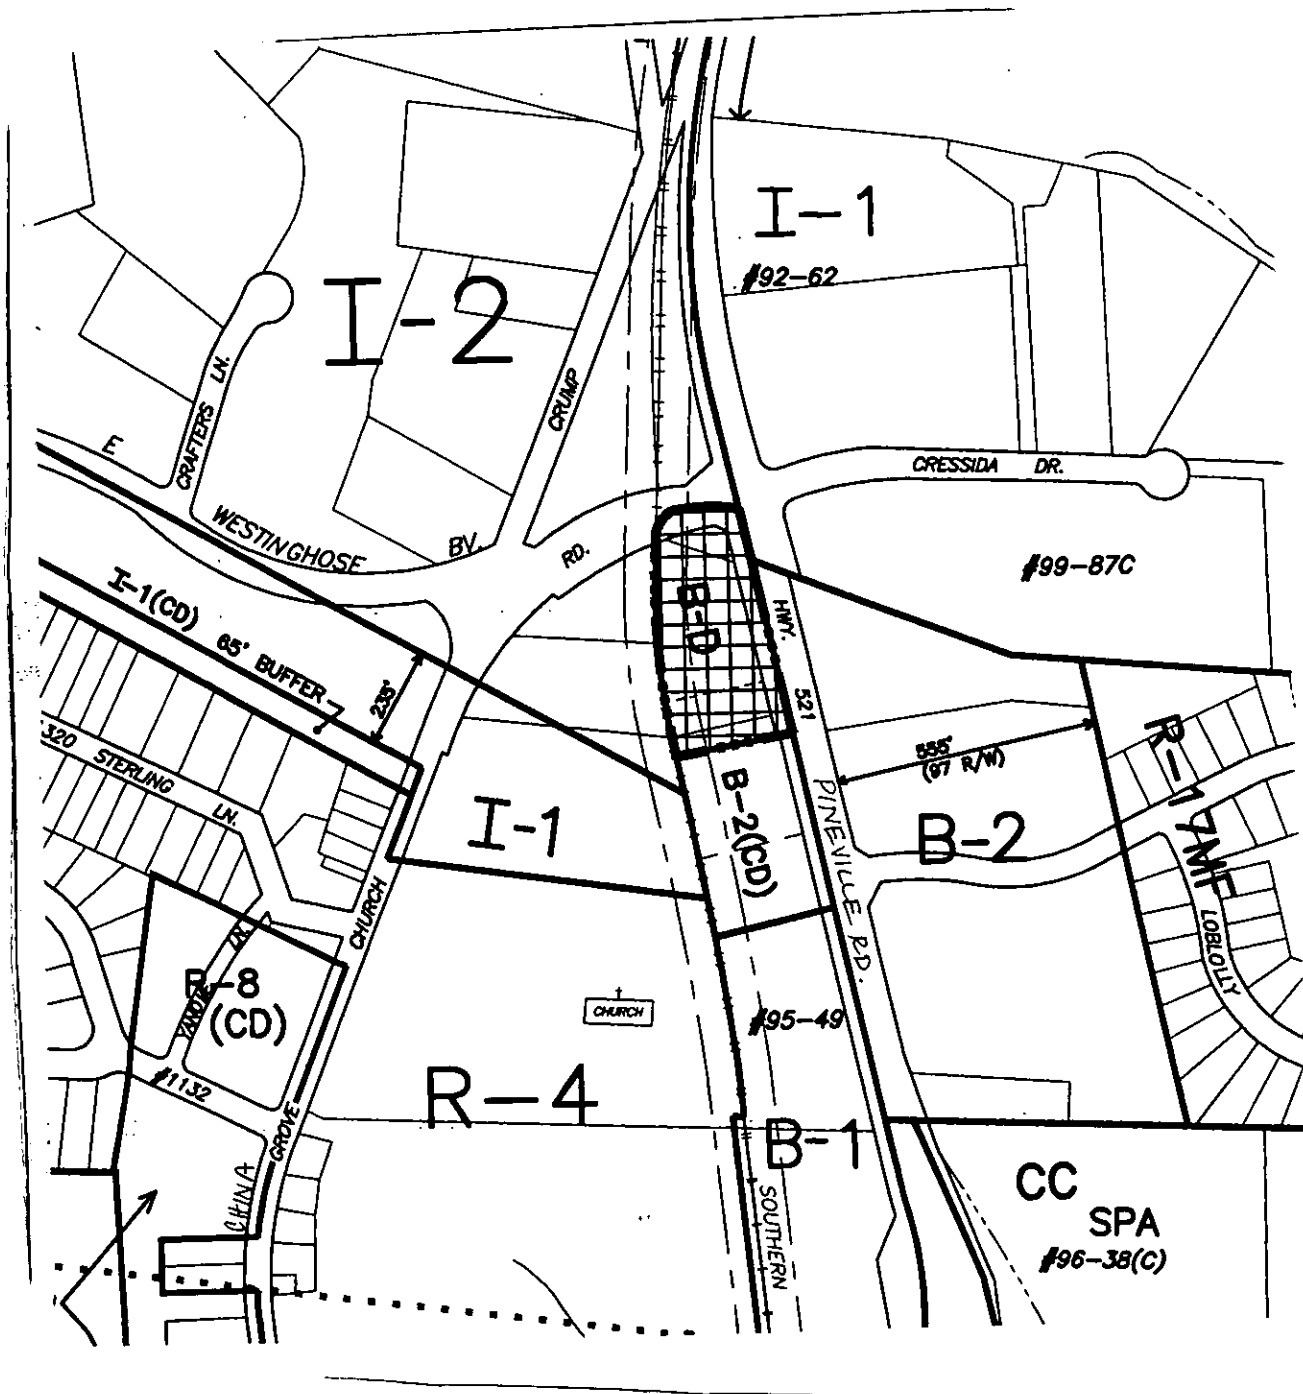 I-1
#92-62
I-2
CRAFTERS LN.
CRUMP
E
WESTINGHOSE BV.
RD.
CRESSIDA DR.
#99-87C
I-1(CD)
65' BUFFER
235'
B-D
HWY. 521
555'
(97 R/W)
R-17MF
320 STERLING LN.
I-1
B-2(CD)
PINEVILLE RD.
B-2
LOBLOLLY
CHURCH
LN.
R-8
(CD)
CHURCH
#95-49
#1132
R-4
GROVE
B-1
CHINA
SOUTHERN
CC
SPA
#96-38(C)